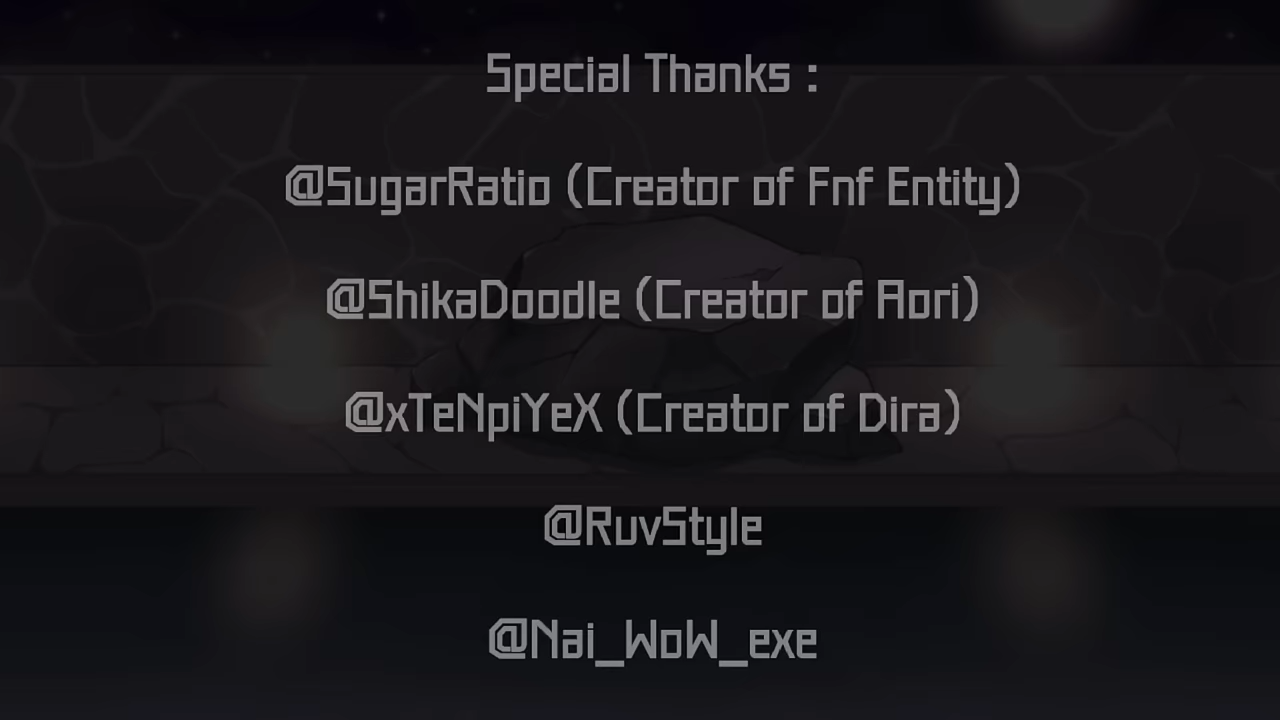 Special Thanks :
@SugarRatio (Creator of Fnf Entity)
@ShikaDoodle (Creator of Aori)
@xTeNpiYeX (Creator of Dira)
@RuvStyle
@Nai_WoW_exe